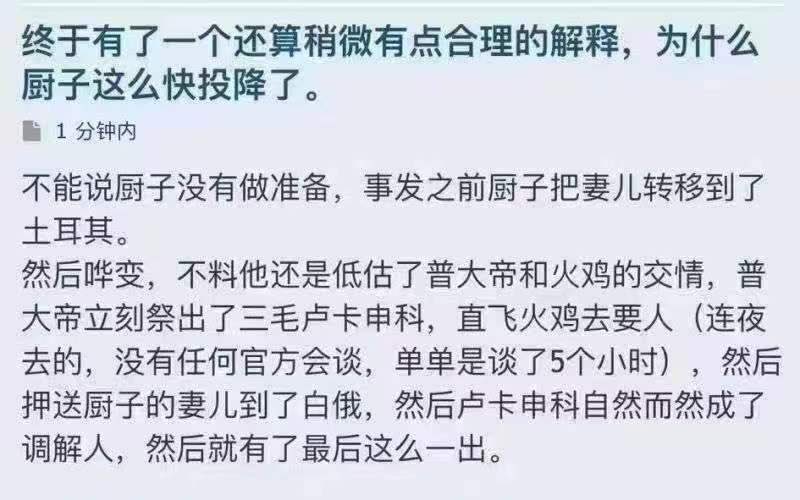 终于有了一个还算稍微有点合理的解释，为什么
厨子这么快投降了。
1 分钟内
不能说厨子没有做准备，事发之前厨子把妻儿转移到了
土耳其。
然后哗变，不料他还是低估了普大帝和火鸡的交情，普
大帝立刻祭出了三毛卢卡申科，直飞火鸡去要人（连夜
去的，没有任何官方会谈，单单是谈了5个小时），然后
押送厨子的妻儿到了白俄，然后卢卡申科自然而然成了
调解人，然后就有了最后这么一出。